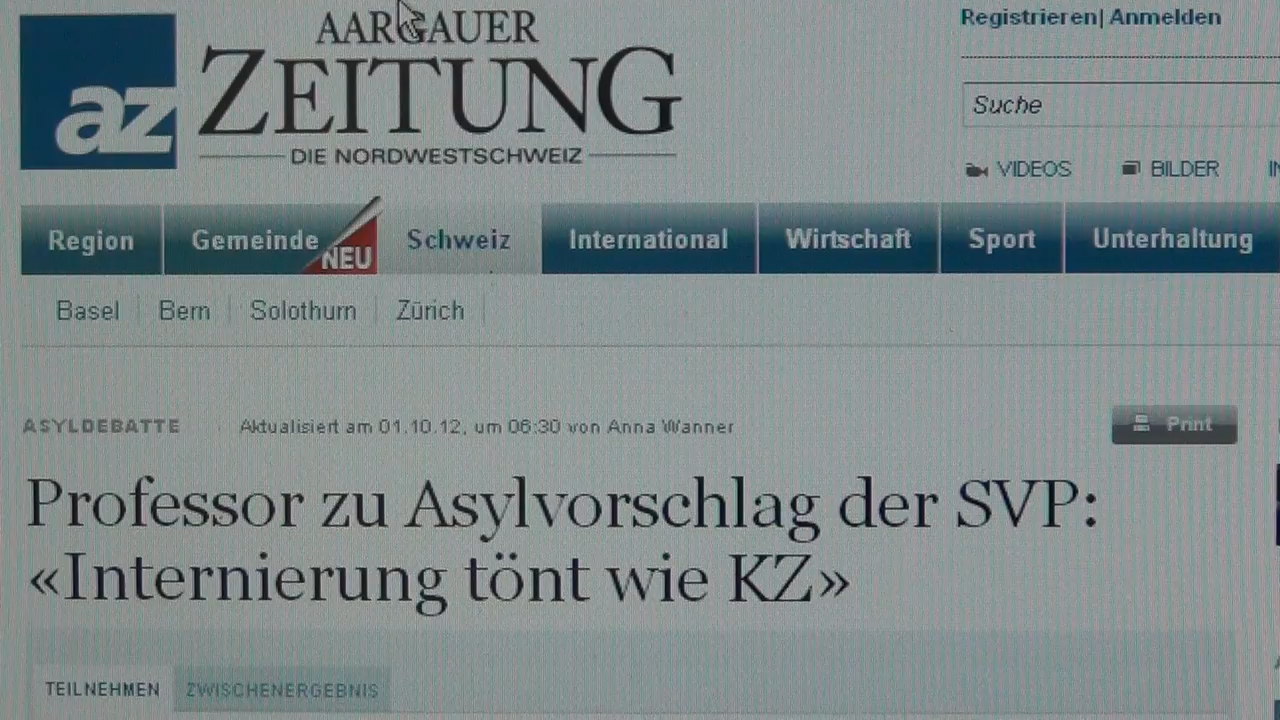 AARGAUER
az ZEITUNG
DIE NORDWESTSCHWEIZ
Registrieren| Anmelden
Suche
VIDEOS BILDER
Region Gemeinde NEU Schweiz International Wirtschaft Sport Unterhaltung
Basel Bern Solothurn Zürich
ASYLDEBATTE Aktualisiert am 01.10.12, um 06:30 von Anna Wanner Print
Professor zu Asylvorschlag der SVP:
«Internierung tönt wie KZ»
TEILNEHMEN ZWISCHENERGEBNIS